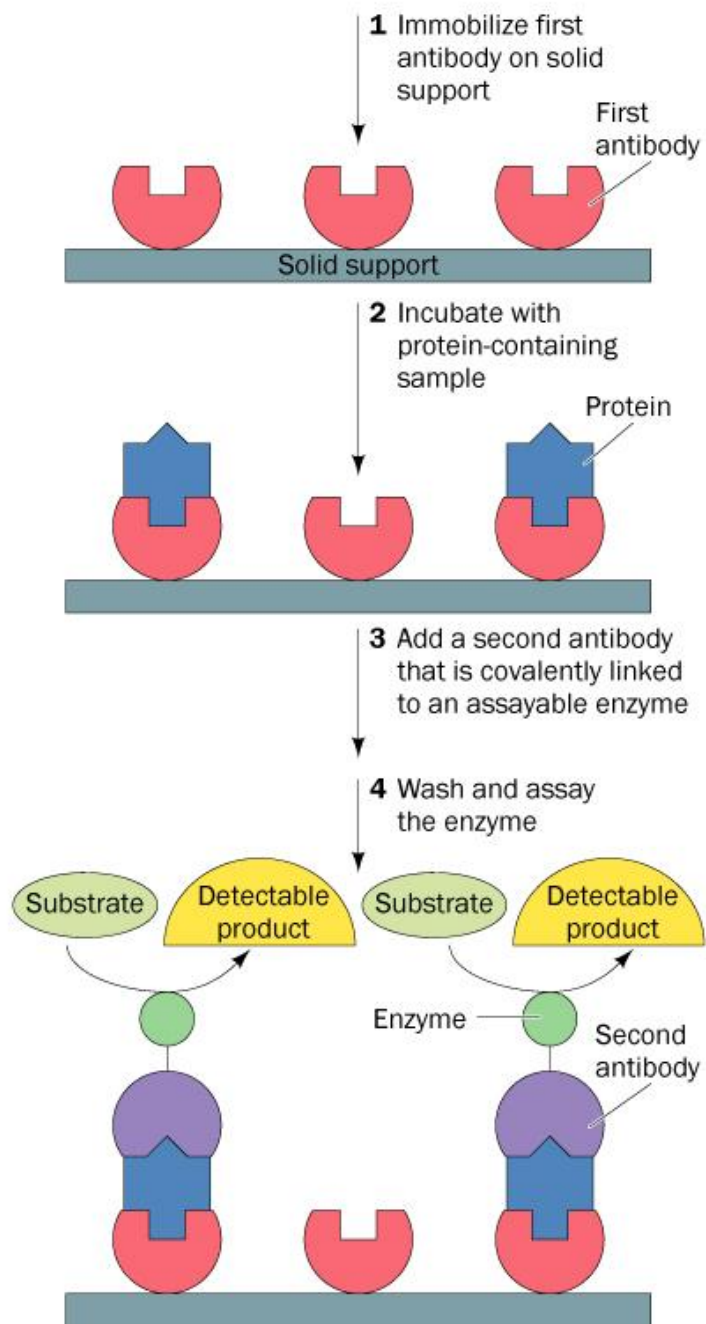 1 Immobilize first
antibody on solid
support
First
antibody
Solid support
2 Incubate with
protein-containing
sample
Protein
3 Add a second antibody
that is covalently linked
to an assayable enzyme
4 Wash and assay
the enzyme
Substrate
Detectable
product
Substrate
Detectable
product
Enzyme
Second
antibody